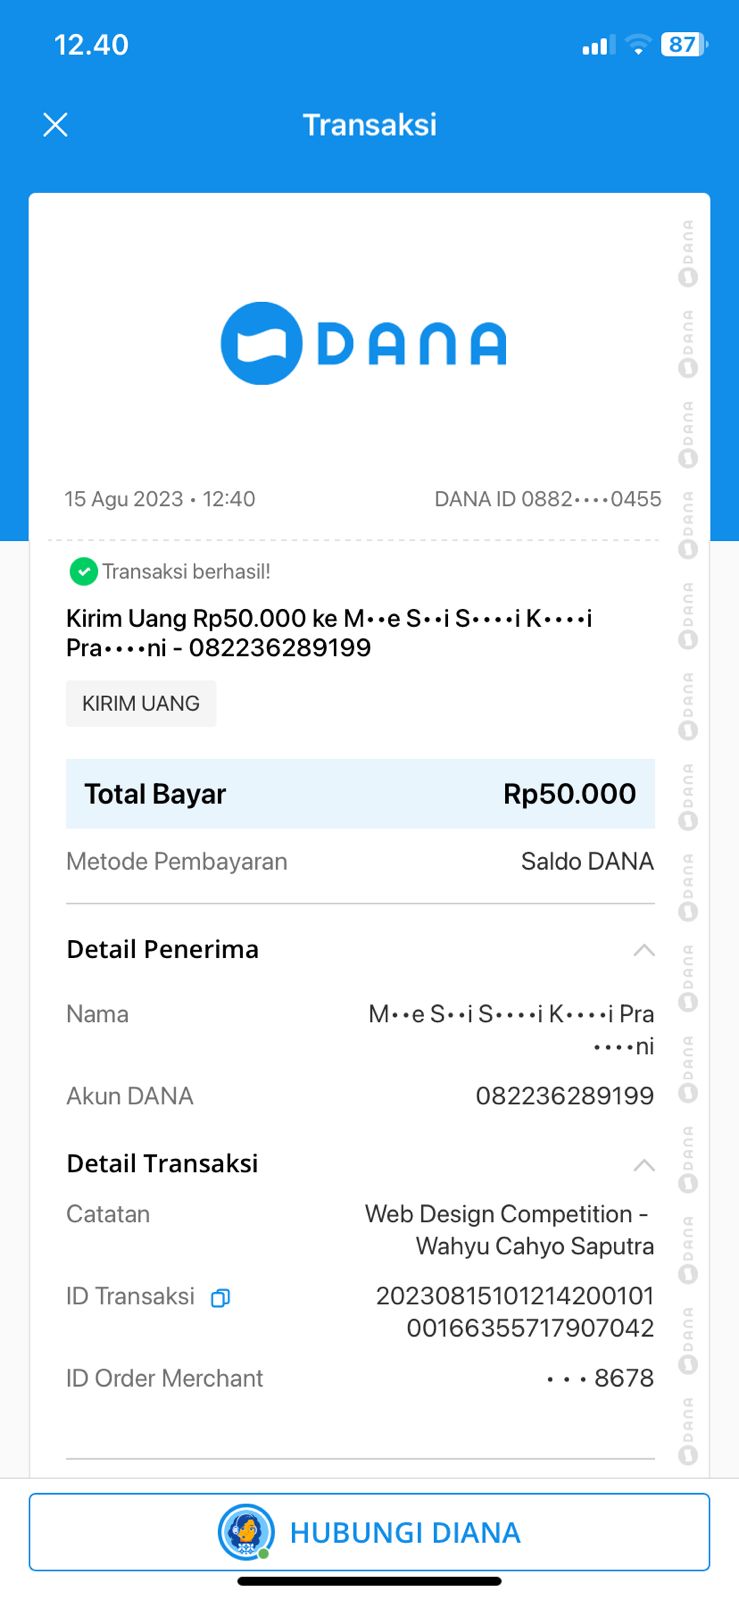 12.40
87
Transaksi
DANA
15 Agu 2023 • 12:40
DANA ID 0882••••0455
Transaksi berhasil!
Kirim Uang Rp50.000 ke M••e S••i S••••i K••••i
Pra••••ni - 082236289199
KIRIM UANG
Total Bayar
Rp50.000
Metode Pembayaran
Saldo DANA
Detail Penerima
Nama
M••e S••i S••••i K••••i Pra
••••ni
Akun DANA
082236289199
Detail Transaksi
Catatan
Web Design Competition -
Wahyu Cahyo Saputra
ID Transaksi
20230815101214200101
00166355717907042
ID Order Merchant
• • • 8678
HUBUNGI DIANA
DANA
DANA
DANA
DANA
DANA
DANA
DANA
DANA
DANA
DANA
DANA
DANA
DANA
DANA